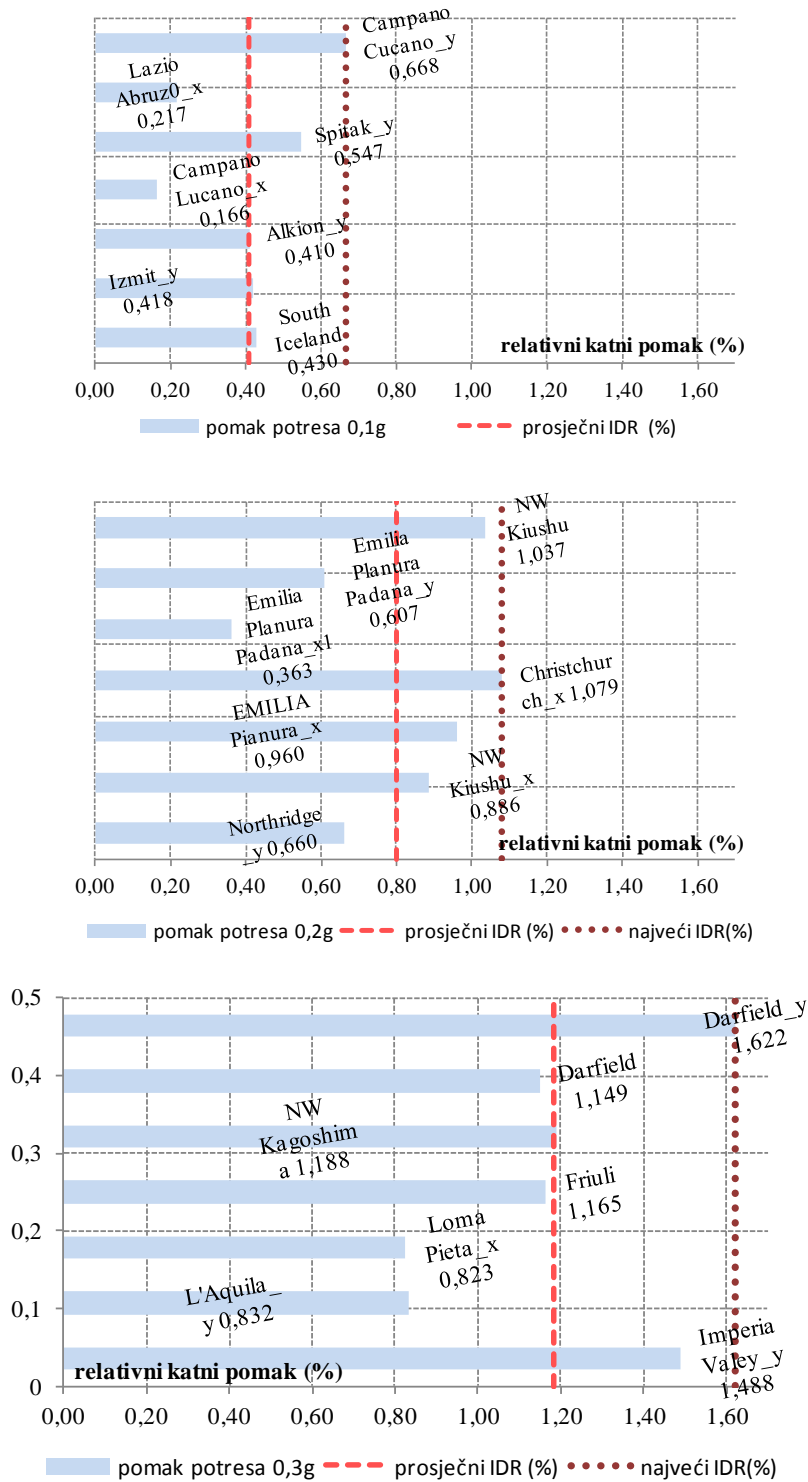 Campano
Cucano_y
0,668
Lazio
Abruz0_x
0,217
Spitak_y
0,547
Campano
Lucano_x
0,166
Alkion_y
0,410
Izmit_y
0,418
South
Iceland
0,430
relativni katni pomak (%)
0,00 0,20 0,40 0,60 0,80 1,00 1,20 1,40 1,60
pomak potresa 0,1g prosječni IDR (%)
NW
Kiushu
1,037
Emilia
Planura
Padana_y
0,607
Emilia
Planura
Padana_x1
0,363
Christchur
ch_x 1,079
EMILIA
Pianura_x
0,960
NW
Kiushu_x
0,886
Northridge
_y 0,660
relativni katni pomak (%)
0,00 0,20 0,40 0,60 0,80 1,00 1,20 1,40 1,60
pomak potresa 0,2g prosječni IDR (%) najveći IDR(%)
0,5
Darfield_y
1,622
0,4
Darfield
1,149
NW
Kagoshim
a 1,188
0,3
Friuli
1,165
0,2
Loma
Pieta_x
0,823
L'Aquila_
y 0,832
0,1
Imperia
Valey_y
1,488
relativni katni pomak (%)
0
0,00 0,20 0,40 0,60 0,80 1,00 1,20 1,40 1,60
pomak potresa 0,3g prosječni IDR (%) najveći IDR(%)